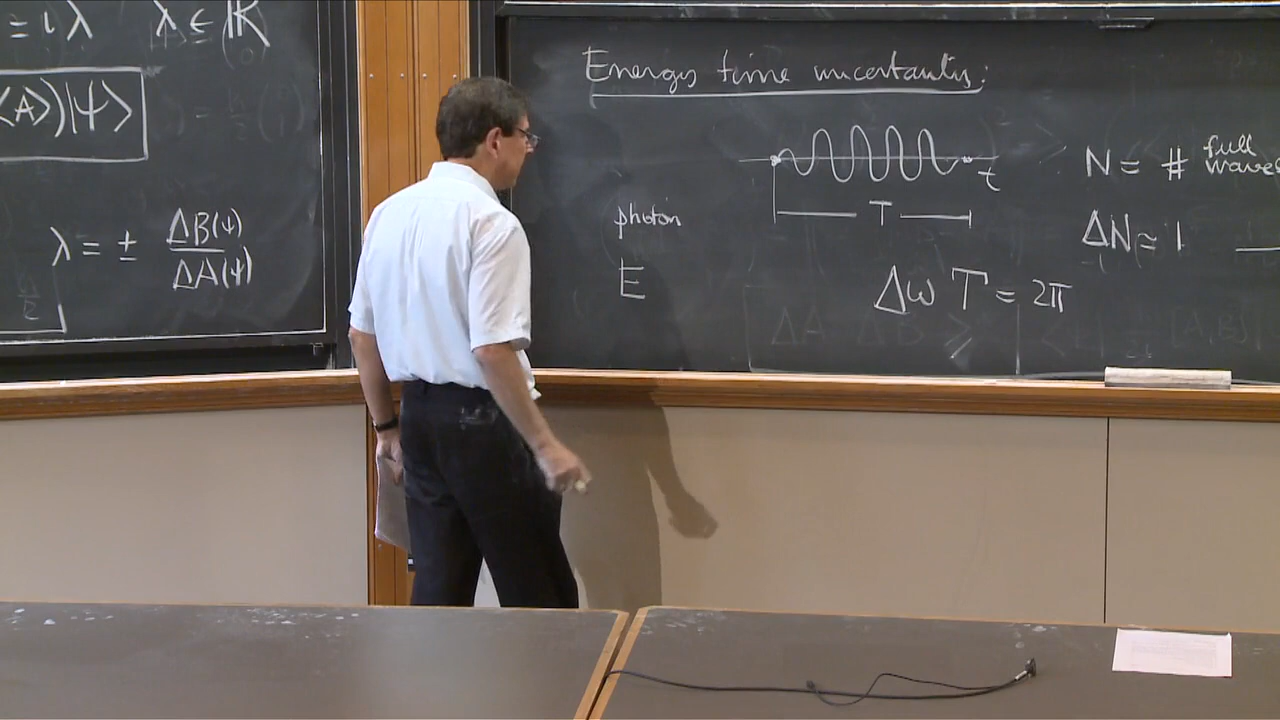 = iλ λ ∈ ℝ
⟨A⟩)|Ψ⟩
λ = ± ΔB(Ψ) / ΔA(Ψ)
Energy time uncertainty:
t
T
N = # full waves
photon
ΔN ≈ 1
E
Δω T = 2π